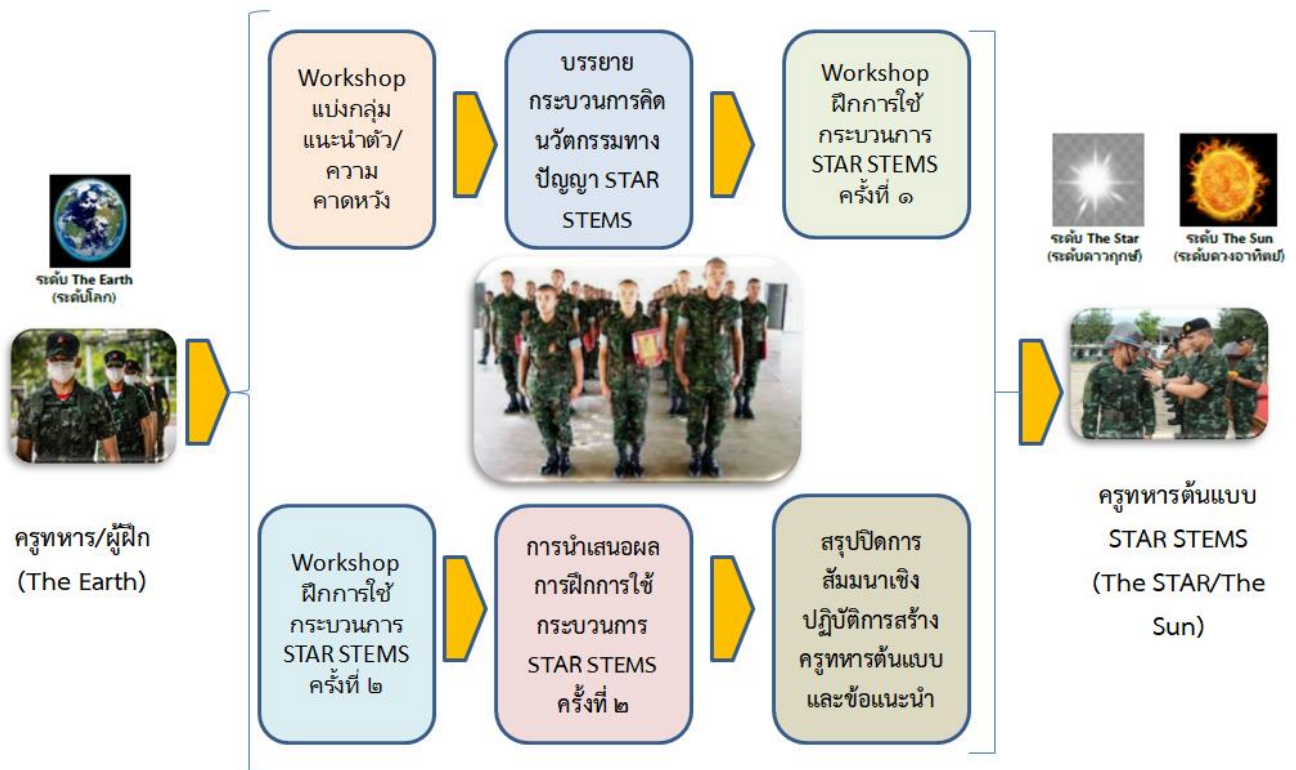 ระดับ The Earth
(ระดับโลก)
ครูทหาร/ผู้ฝึก
(The Earth)
Workshop
แบ่งกลุ่ม
แนะนำตัว/
ความ
คาดหวัง
บรรยาย
กระบวนการคิด
นวัตกรรมทาง
ปัญญา STAR
STEMS
Workshop
ฝึกการใช้
กระบวนการ
STAR STEMS
ครั้งที่ ๑
Workshop
ฝึกการใช้
กระบวนการ
STAR STEMS
ครั้งที่ ๒
การนำเสนอผล
การฝึกการใช้
กระบวนการ
STAR STEMS
ครั้งที่ ๒
สรุปปิดการ
สัมมนาเชิง
ปฏิบัติการสร้าง
ครูทหารต้นแบบ
และข้อแนะนำ
ระดับ The Star
(ระดับดาวฤกษ์)
ระดับ The Sun
(ระดับดวงอาทิตย์)
ครูทหารต้นแบบ
STAR STEMS
(The STAR/The
Sun)